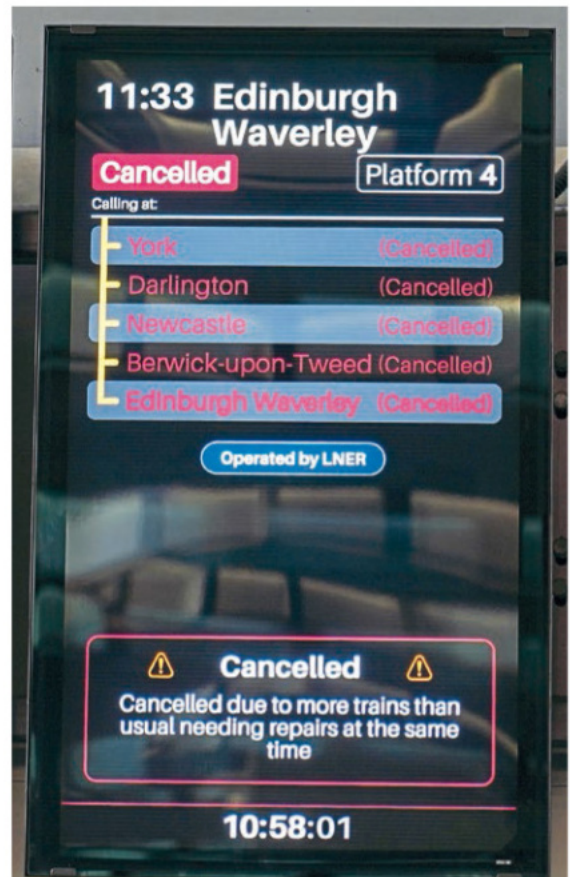 11:33 Edinburgh
Waverley
Cancelled Platform 4
Calling at:
York (Cancelled)
Darlington (Cancelled)
Newcastle (Cancelled)
Berwick-upon-Tweed (Cancelled)
Edinburgh Waverley (Cancelled)
Operated by LNER
Cancelled
Cancelled due to more trains than
usual needing repairs at the same
time
10:58:01